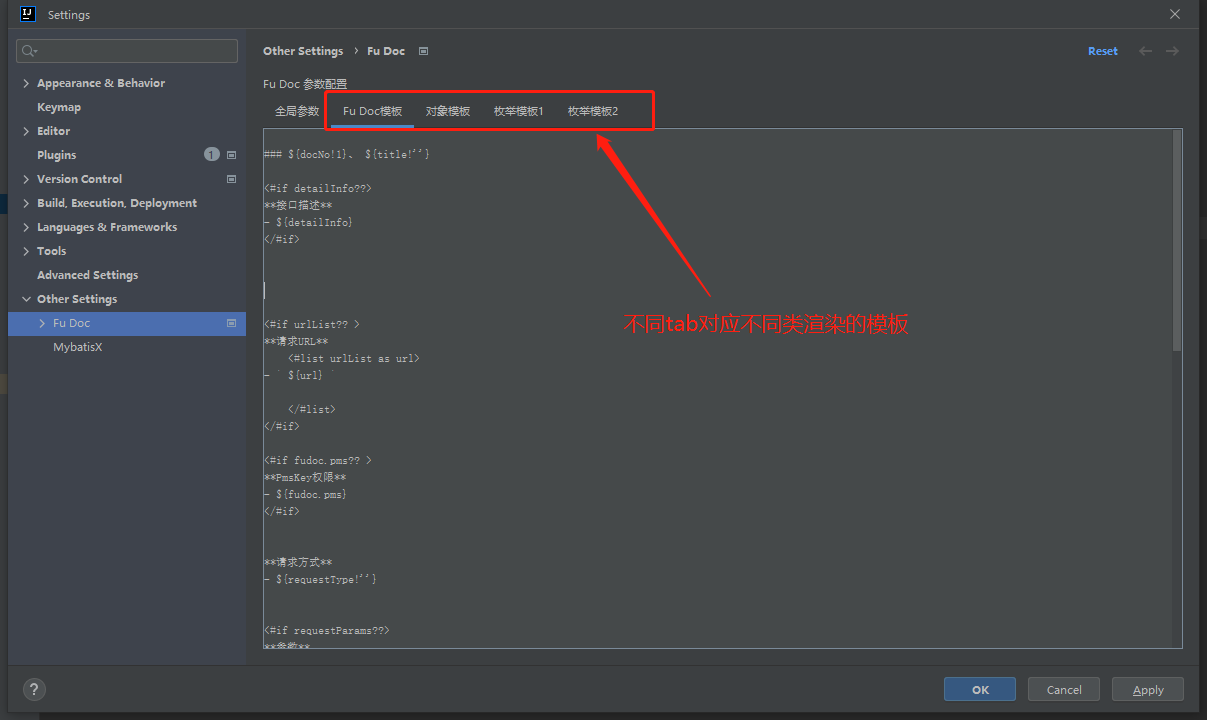 IJ
Settings
Appearance & Behavior
Keymap
Editor
Plugins
1
Version Control
Build, Execution, Deployment
Languages & Frameworks
Tools
Advanced Settings
Other Settings
Fu Doc
MybatisX
Other Settings › Fu Doc
Reset
Fu Doc 参数配置
全局参数 Fu Doc模板 对象模板 枚举模板1 枚举模板2
### ${docNo!1}、 ${title!''}
<#if detailInfo??>
**接口描述**
- ${detailInfo}
</#if>
不同tab对应不同类渲染的模板
<#if urlList?? >
**请求URL**
<#list urlList as url>
- ` ${url} `
</#list>
</#if>
<#if fudoc.pms?? >
**PmsKey权限**
- ${fudoc.pms}
</#if>
**请求方式**
- ${requestType!''}
<#if requestParams??>
**参数**
?
OK
Cancel
Apply